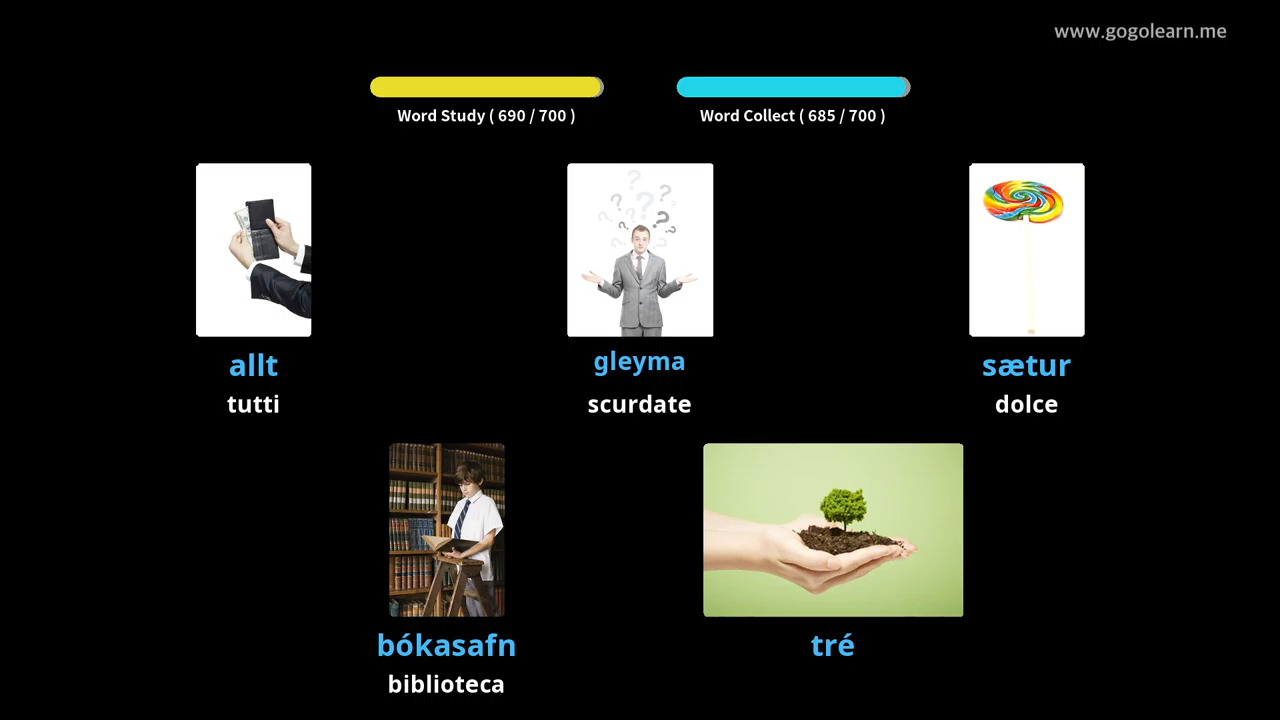 www.gogolearn.me
Word Study ( 690 / 700 )
Word Collect ( 685 / 700 )
allt
tutti
gleyma
scurdate
sætur
dolce
bókasafn
biblioteca
tré